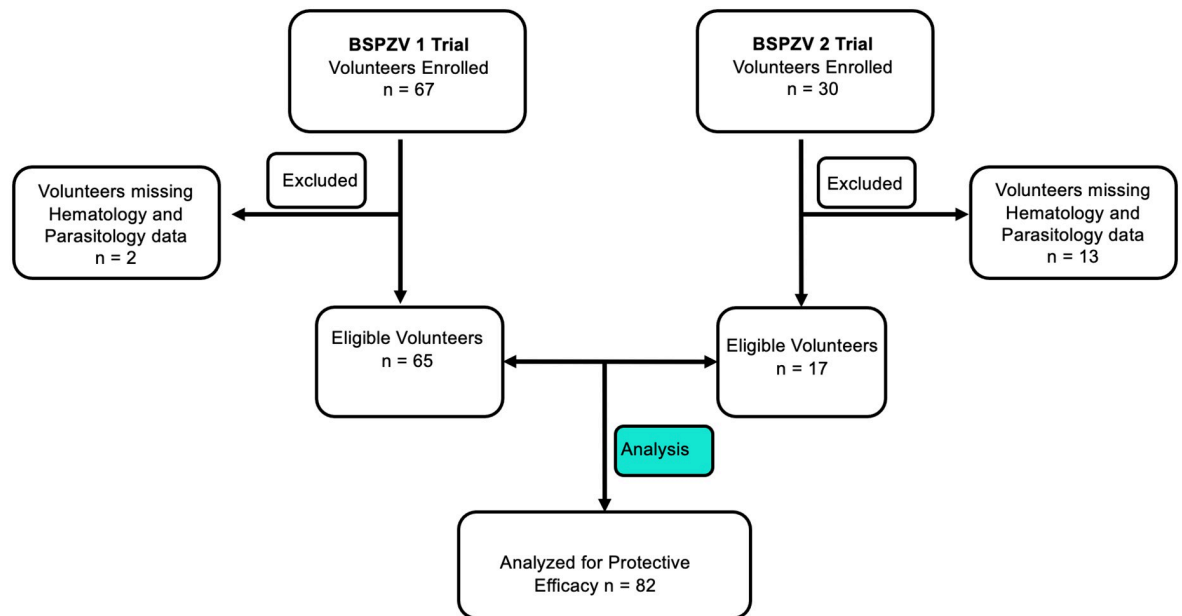 BSPZV 1 Trial
Volunteers Enrolled
n = 67
BSPZV 2 Trial
Volunteers Enrolled
n = 30
Excluded
Excluded
Volunteers missing
Hematology and
Parasitology data
n = 2
Volunteers missing
Hematology and
Parasitology data
n = 13
Eligible Volunteers
n = 65
Eligible Volunteers
n = 17
Analysis
Analyzed for Protective
Efficacy n = 82